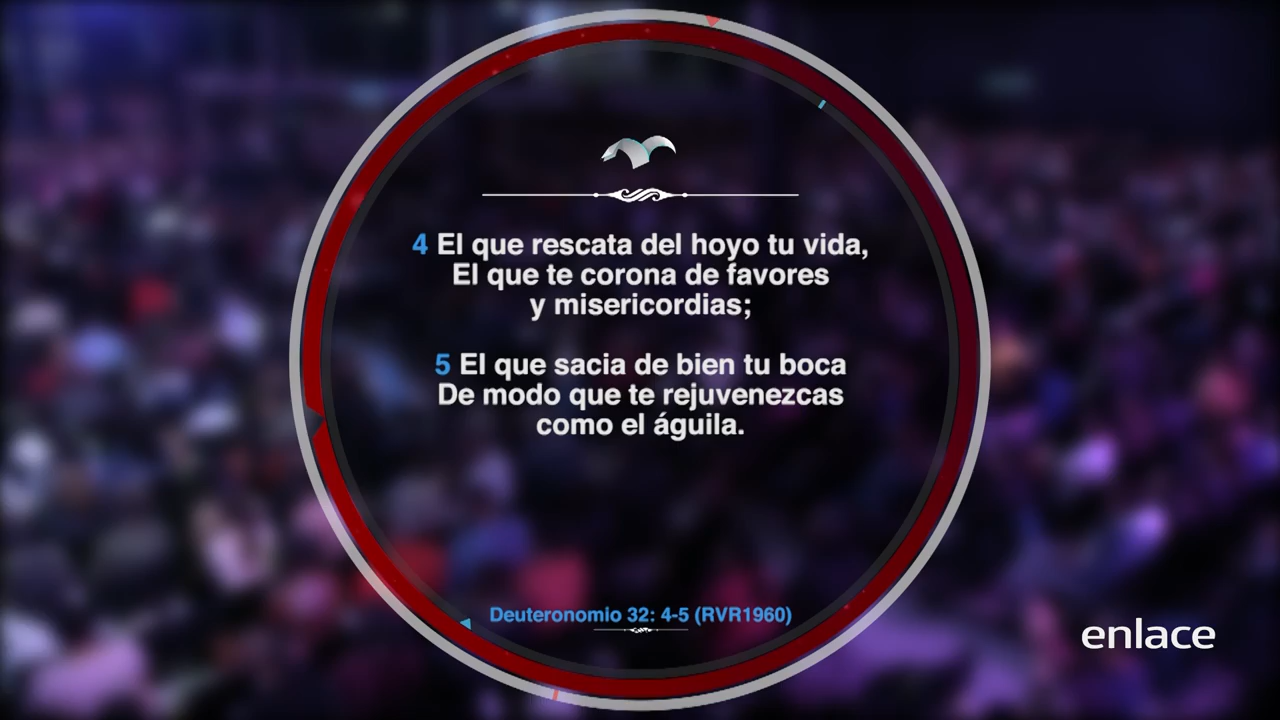 4 El que rescata del hoyo tu vida,
El que te corona de favores
y misericordias;
5 El que sacia de bien tu boca
De modo que te rejuvenezcas
como el águila.
Deuteronomio 32: 4-5 (RVR1960)
enlace